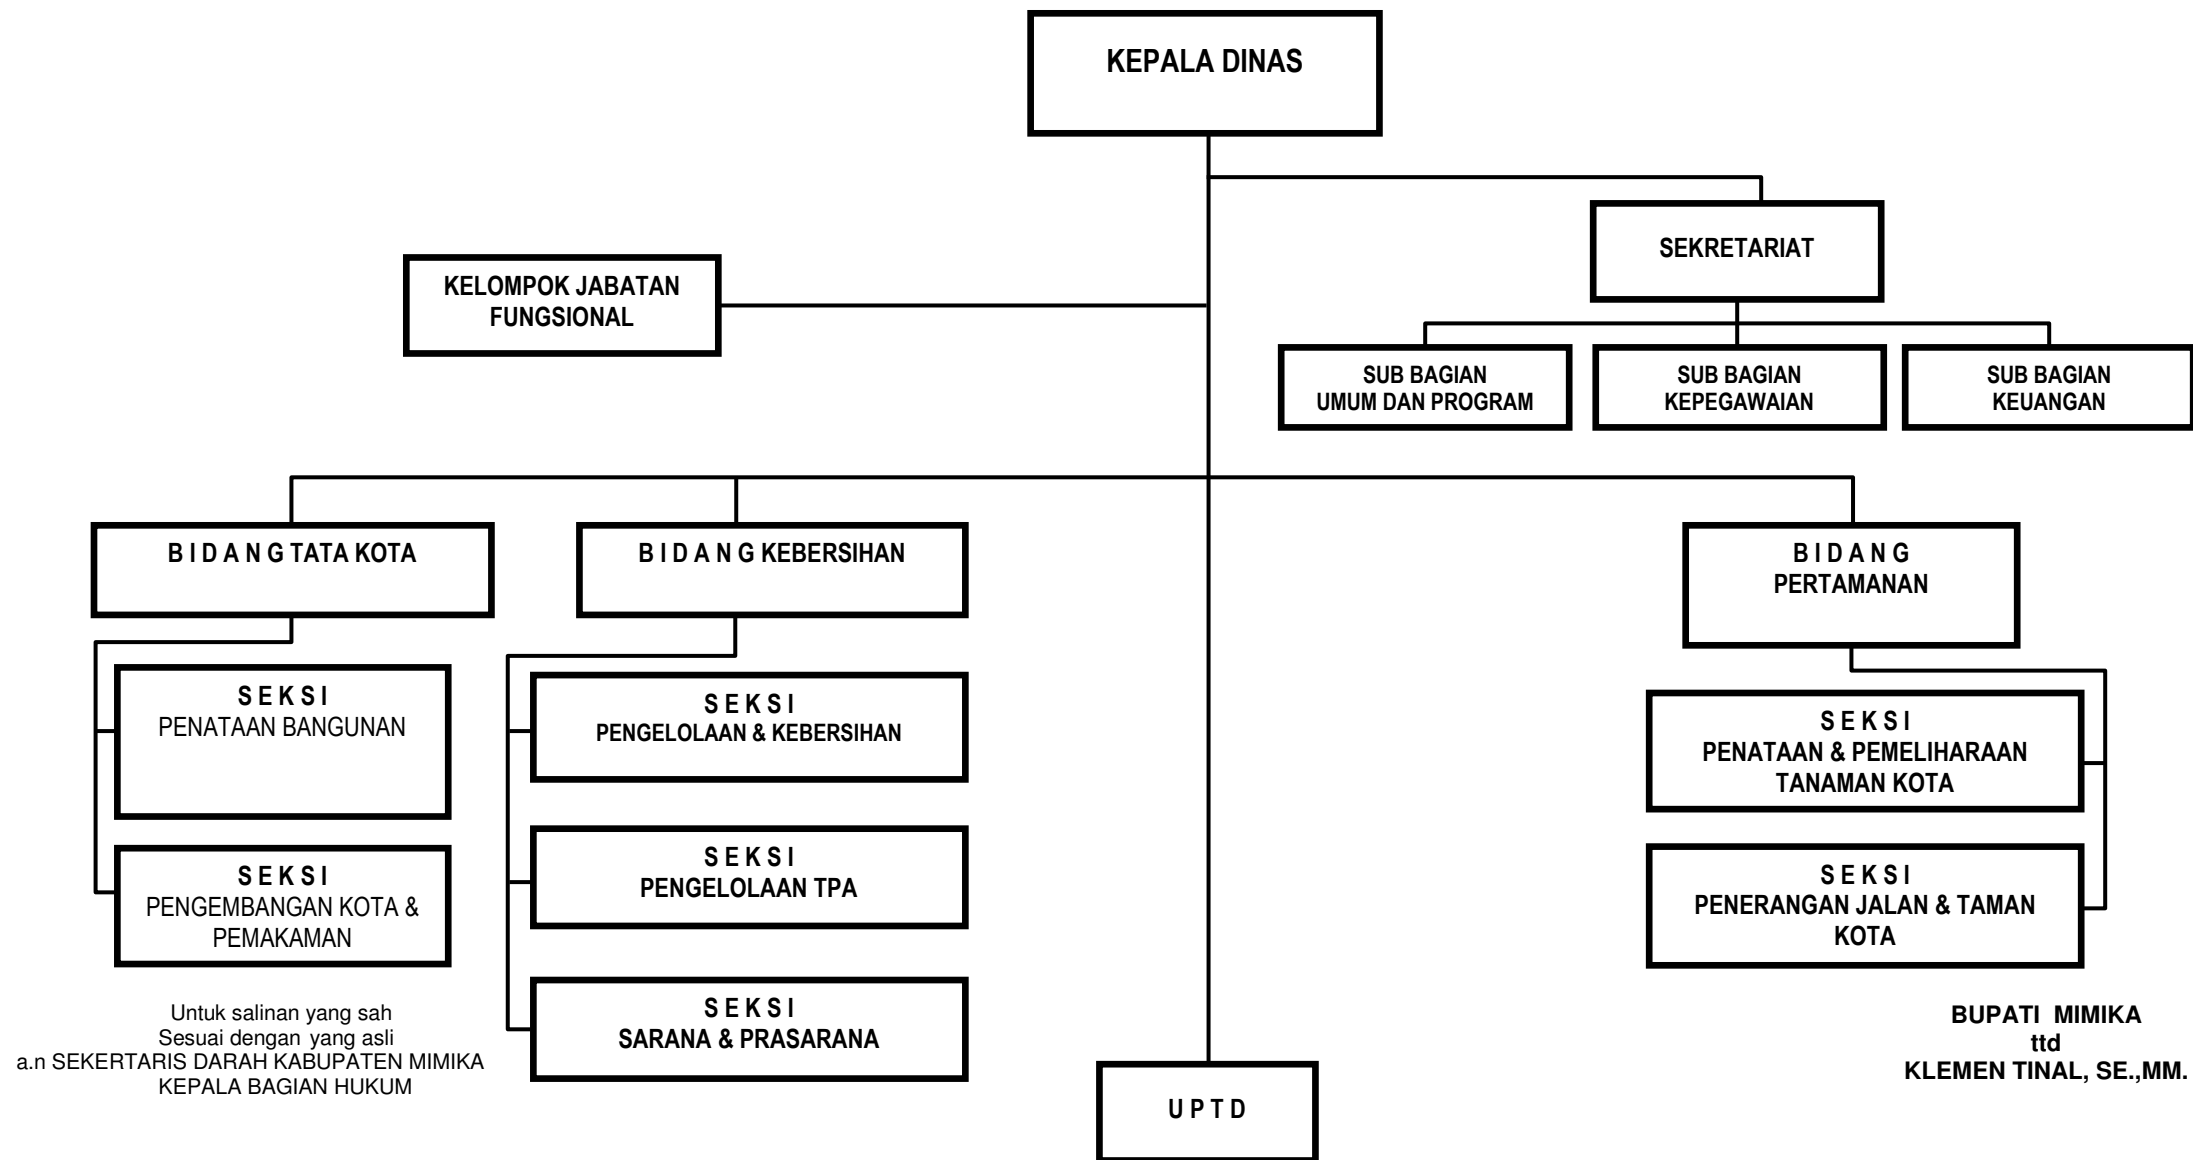 KEPALA DINAS
SEKRETARIAT
KELOMPOK JABATAN
FUNGSIONAL
SUB BAGIAN
UMUM DAN PROGRAM
SUB BAGIAN
KEPEGAWAIAN
SUB BAGIAN
KEUANGAN
B I D A N G TATA KOTA
B I D A N G KEBERSIHAN
B I D A N G
PERTAMANAN
S E K S I
PENATAAN BANGUNAN
S E K S I
PENGEMBANGAN KOTA &
PEMAKAMAN
S E K S I
PENGELOLAAN & KEBERSIHAN
S E K S I
PENGELOLAAN TPA
S E K S I
SARANA & PRASARANA
S E K S I
PENATAAN & PEMELIHARAAN
TANAMAN KOTA
S E K S I
PENERANGAN JALAN & TAMAN
KOTA
U P T D
Untuk salinan yang sah
Sesuai dengan yang asli
a.n SEKERTARIS DARAH KABUPATEN MIMIKA
KEPALA BAGIAN HUKUM
BUPATI MIMIKA
ttd
KLEMEN TINAL, SE.,MM.